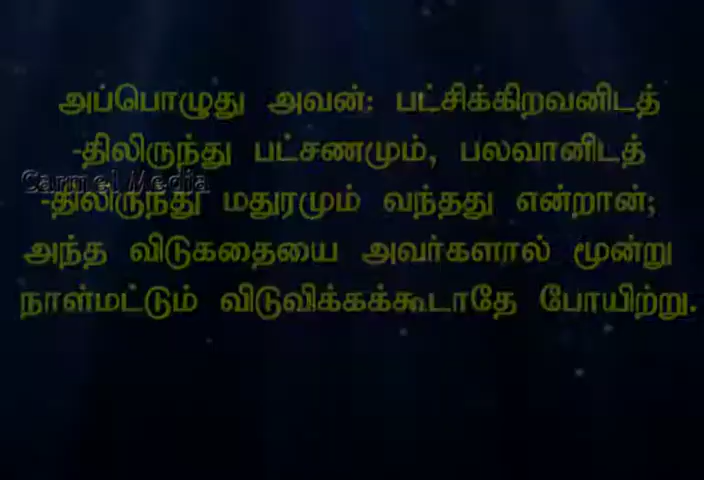 அப்பொழுது அவன்: பட்சிக்கிறவனிடத்
-திலிருந்து பட்சணமும், பலவானிடத்
Carmel Media
-திலிருந்து மதுரமும் வந்தது என்றான்;
அந்த விடுகதையை அவர்களால் மூன்று
நாள்மட்டும் விடுவிக்கக்கூடாதே போயிற்று.